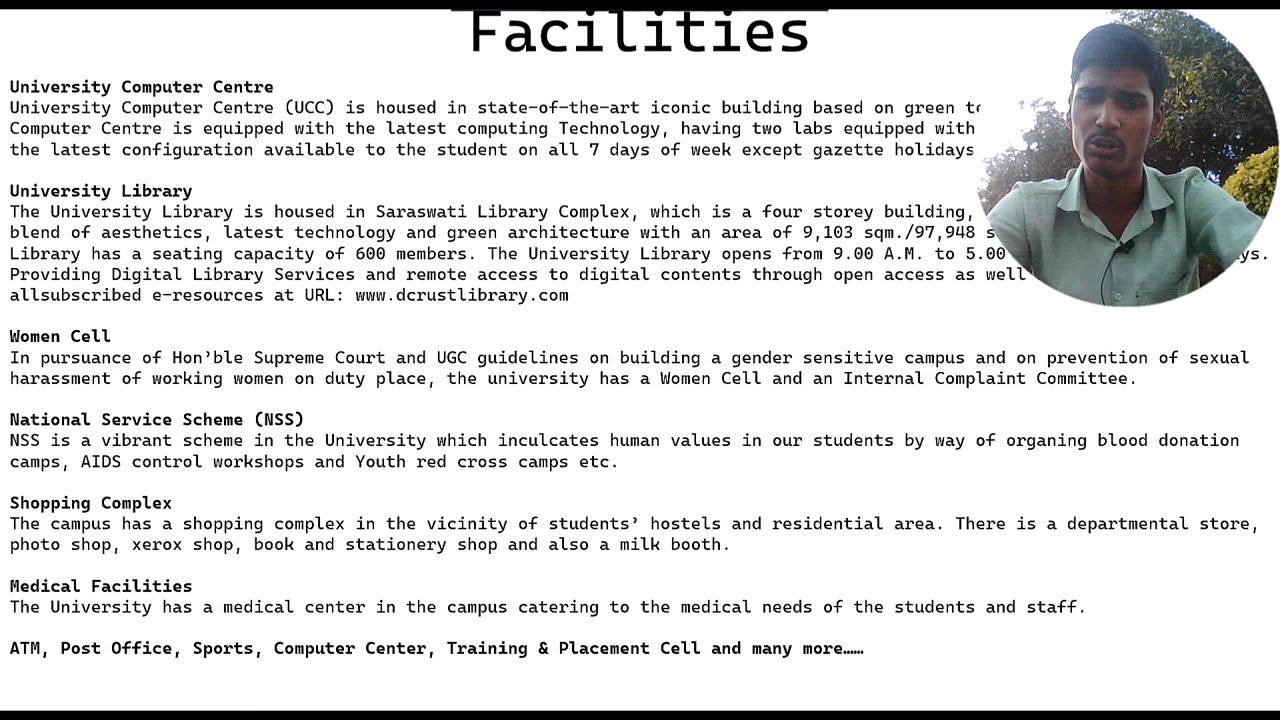 Facilities
University Computer Centre
University Computer Centre (UCC) is housed in state-of-the-art iconic building based on green
Computer Centre is equipped with the latest computing Technology, having two labs equipped with
the latest configuration available to the student on all 7 days of week except gazette holidays
University Library
The University Library is housed in Saraswati Library Complex, which is a four storey building,
blend of aesthetics, latest technology and green architecture with an area of 9,103 sqm./97,948
Library has a seating capacity of 600 members. The University Library opens from 9.00 A.M. to 5.00
Providing Digital Library Services and remote access to digital contents through open access as well
allsubscribed e-resources at URL: www.dcrustlibrary.com
Women Cell
In pursuance of Hon’ble Supreme Court and UGC guidelines on building a gender sensitive campus and on prevention of sexual
harassment of working women on duty place, the university has a Women Cell and an Internal Complaint Committee.
National Service Scheme (NSS)
NSS is a vibrant scheme in the University which inculcates human values in our students by way of organing blood donation
camps, AIDS control workshops and Youth red cross camps etc.
Shopping Complex
The campus has a shopping complex in the vicinity of students’ hostels and residential area. There is a departmental store,
photo shop, xerox shop, book and stationery shop and also a milk booth.
Medical Facilities
The University has a medical center in the campus catering to the medical needs of the students and staff.
ATM, Post Office, Sports, Computer Center, Training & Placement Cell and many more……